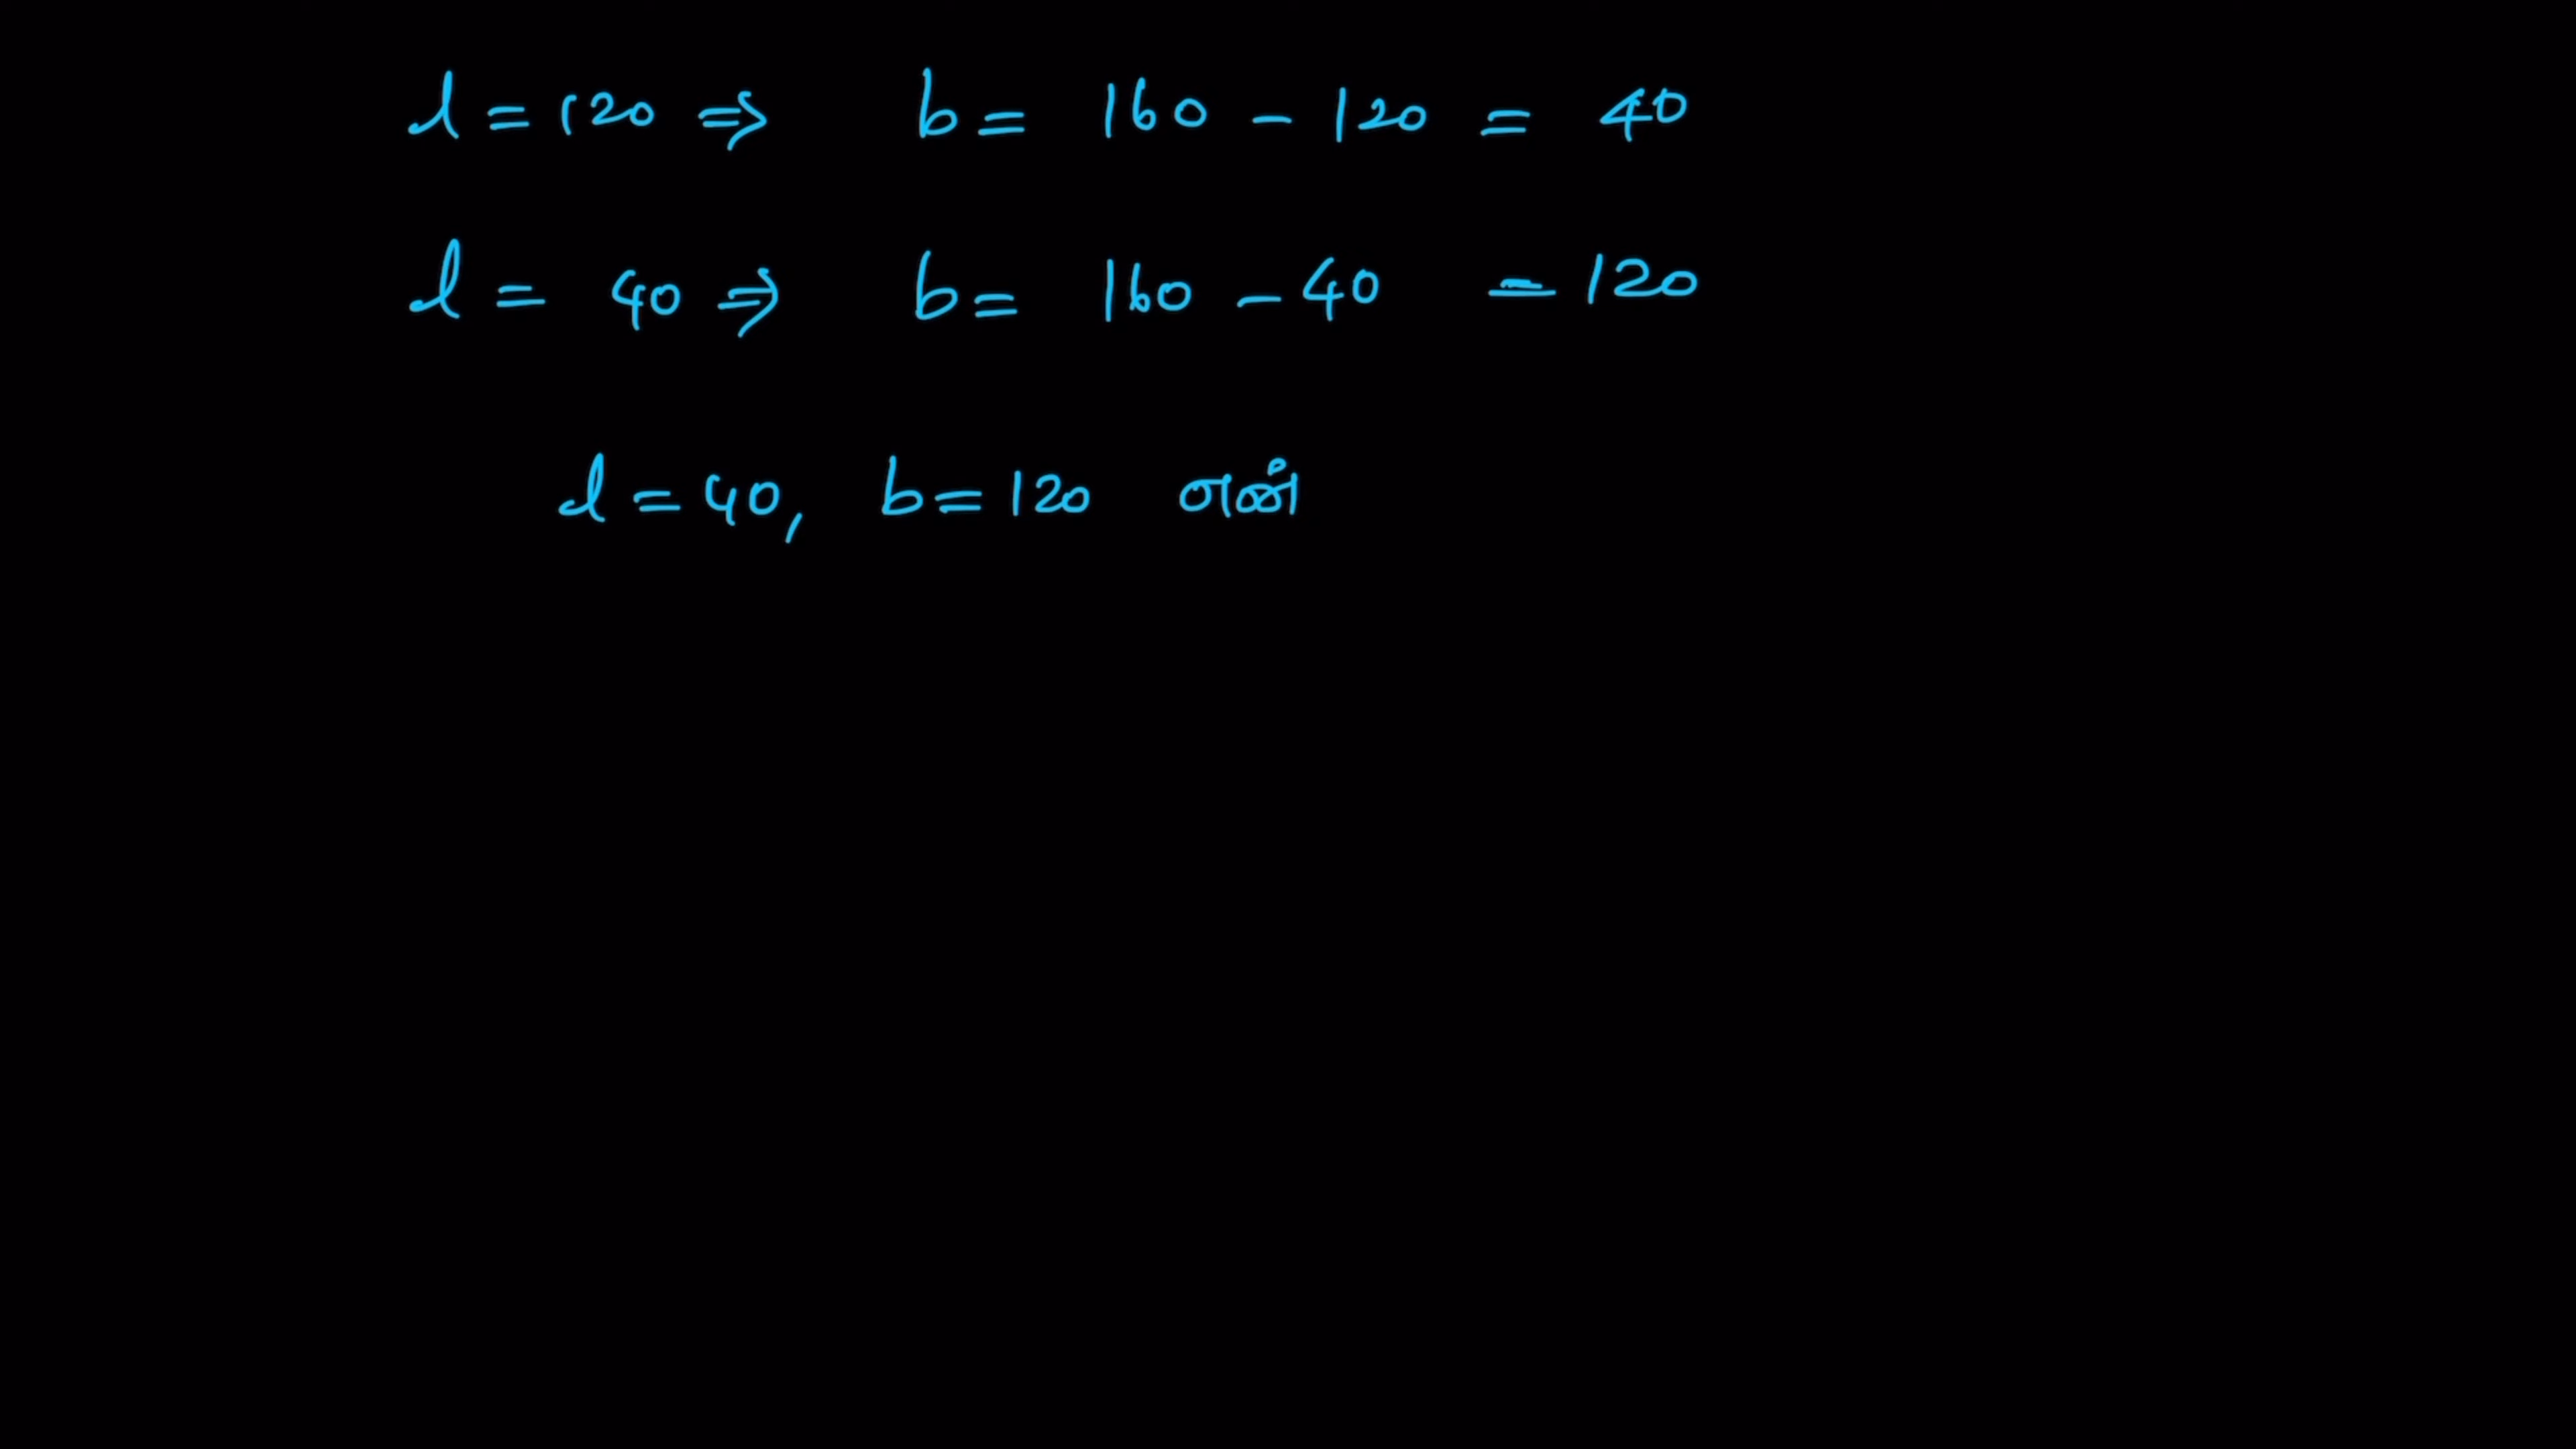 l = 120 ⇒ b = 160 - 120 = 40
l = 40 ⇒ b = 160 - 40 = 120
l = 40, b = 120 என்